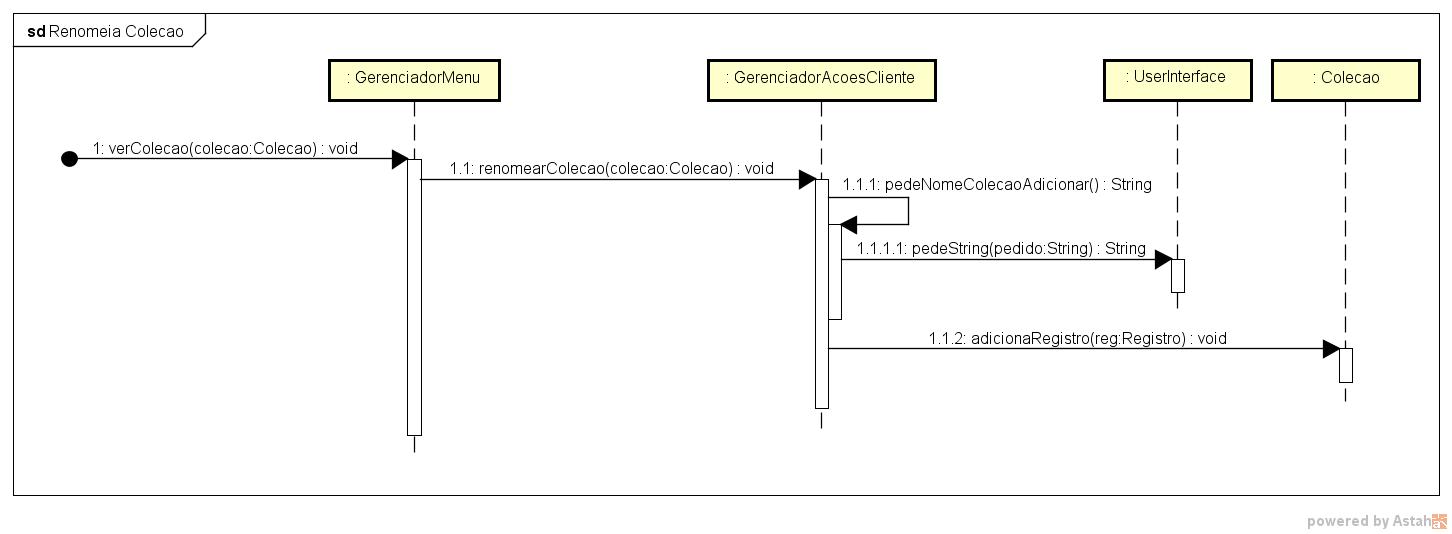 sd Renomeia Colecao
: GerenciadorMenu
: GerenciadorAcoesCliente
: UserInterface
: Colecao
1: verColecao(colecao:Colecao) : void
1.1: renomearColecao(colecao:Colecao) : void
1.1.1: pedeNomeColecaoAdicionar() : String
1.1.1.1: pedeString(pedido:String) : String
1.1.2: adicionaRegistro(reg:Registro) : void
powered by Astah